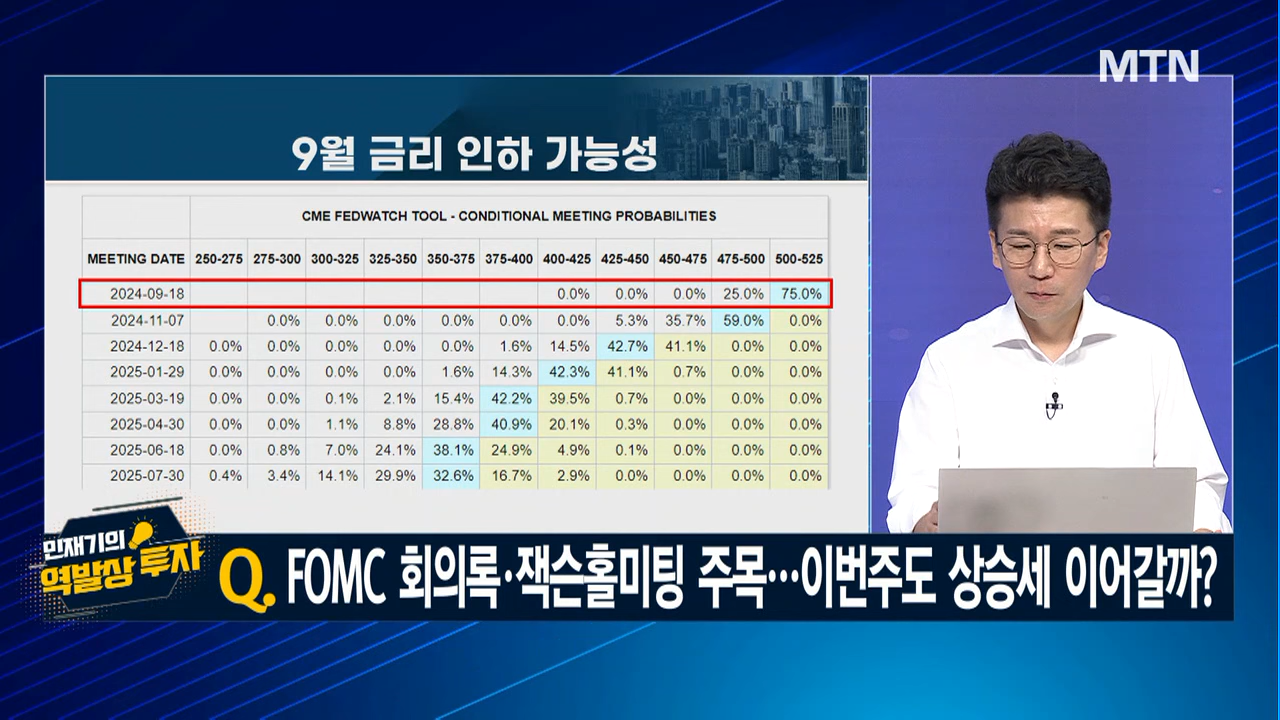 MTN
9월 금리 인하 가능성
CME FEDWATCH TOOL - CONDITIONAL MEETING PROBABILITIES
MEETING DATE 250-275 275-300 300-325 325-350 350-375 375-400 400-425 425-450 450-475 475-500 500-525
2024-09-18 0.0% 0.0% 0.0% 25.0% 75.0%
2024-11-07 0.0% 0.0% 0.0% 0.0% 0.0% 0.0% 5.3% 35.7% 59.0% 0.0%
2024-12-18 0.0% 0.0% 0.0% 0.0% 0.0% 1.6% 14.5% 42.7% 41.1% 0.0% 0.0%
2025-01-29 0.0% 0.0% 0.0% 0.0% 1.6% 14.3% 42.3% 41.1% 0.7% 0.0% 0.0%
2025-03-19 0.0% 0.0% 0.1% 2.1% 15.4% 42.2% 39.5% 0.7% 0.0% 0.0% 0.0%
2025-04-30 0.0% 0.0% 1.1% 8.8% 28.8% 40.9% 20.1% 0.3% 0.0% 0.0% 0.0%
2025-06-18 0.0% 0.8% 7.0% 24.1% 38.1% 24.9% 4.9% 0.1% 0.0% 0.0% 0.0%
2025-07-30 0.4% 3.4% 14.1% 29.9% 32.6% 16.7% 2.9% 0.0% 0.0% 0.0% 0.0%
민재기의
역발상 투자
Q. FOMC 회의록·잭슨홀미팅 주목…이번주도 상승세 이어갈까?